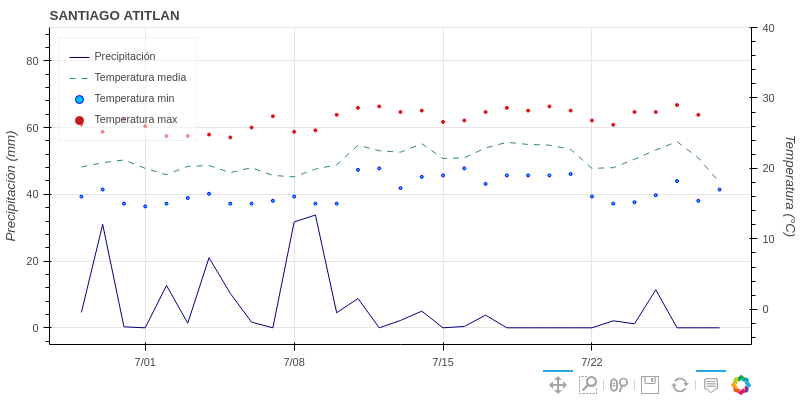 SANTIAGO ATITLAN
Precipitación
Temperatura media
Temperatura min
Temperatura max
Precipitación (mm)
80
60
40
20
0
Temperatura (°C)
40
30
20
10
0
7/01
7/08
7/15
7/22